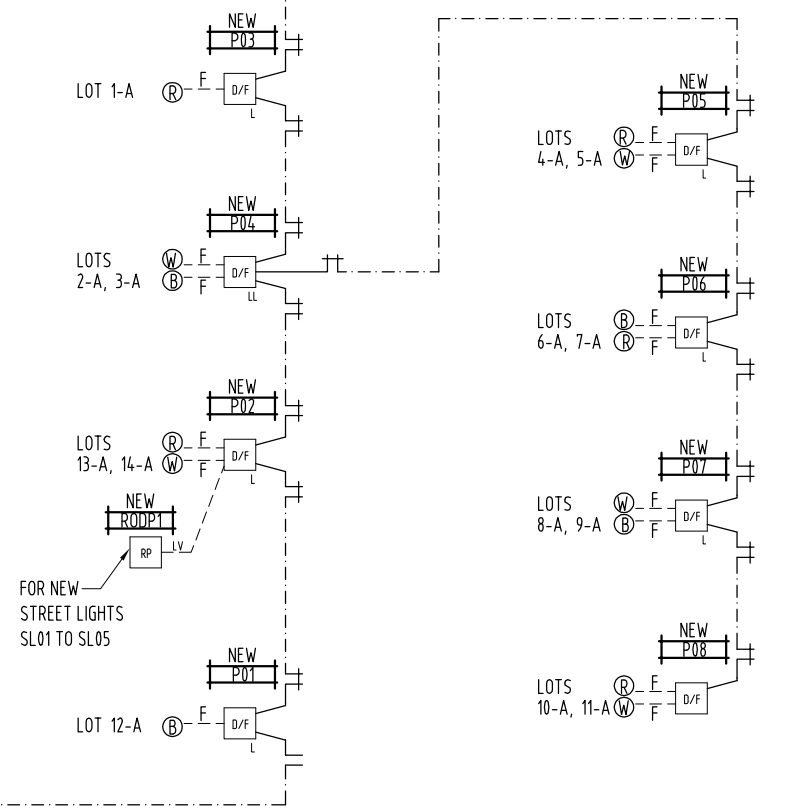 NEW
P03
LOT 1-A
R
F
D/F
L
NEW
P04
LOTS
2-A, 3-A
W
F
B
F
D/F
LL
NEW
P02
LOTS
13-A, 14-A
R
F
W
F
D/F
L
NEW
RODP1
RP
LV
FOR NEW
STREET LIGHTS
SL01 TO SL05
NEW
P01
LOT 12-A
B
F
D/F
L
NEW
P05
LOTS
4-A, 5-A
R
F
W
F
D/F
L
NEW
P06
LOTS
6-A, 7-A
B
F
R
F
D/F
L
NEW
P07
LOTS
8-A, 9-A
W
F
B
F
D/F
L
NEW
P08
LOTS
10-A, 11-A
R
F
W
F
D/F